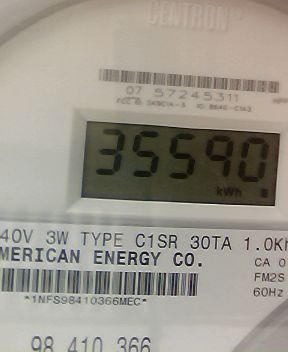 CENTRON®
07 57245311
35590
kWh
40V 3W TYPE C1SR 30TA 1.0Kh
MERICAN ENERGY CO.
CA 0
FM2S
*1NFS98410366MEC*
60Hz
98 410 366